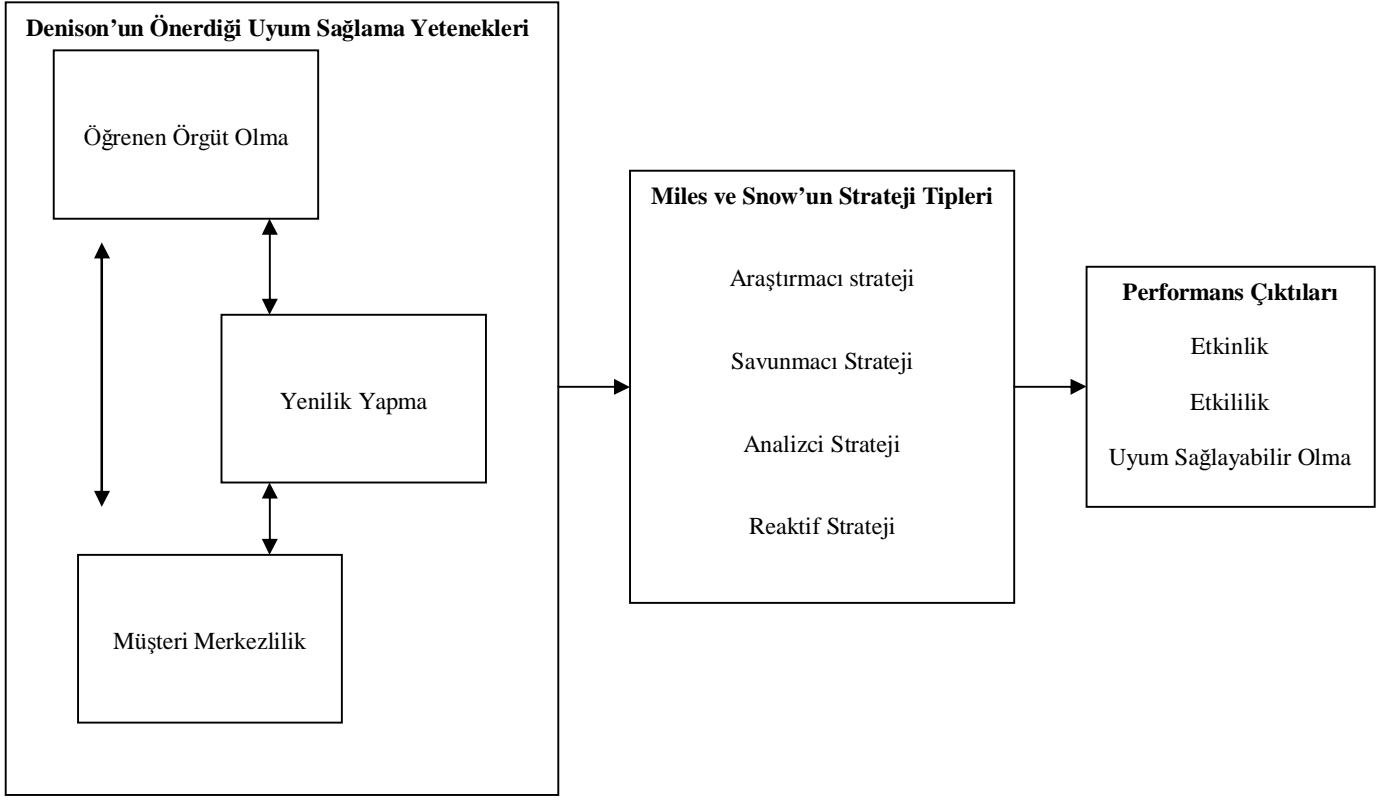 Denison’un Önerdiği Uyum Sağlama Yetenekleri
Öğrenen Örgüt Olma
Yenilik Yapma
Müşteri Merkezlilik
Miles ve Snow’un Strateji Tipleri
Araştırmacı strateji
Savunmacı Strateji
Analizci Strateji
Reaktif Strateji
Performans Çıktıları
Etkinlik
Etkililik
Uyum Sağlayabilir Olma